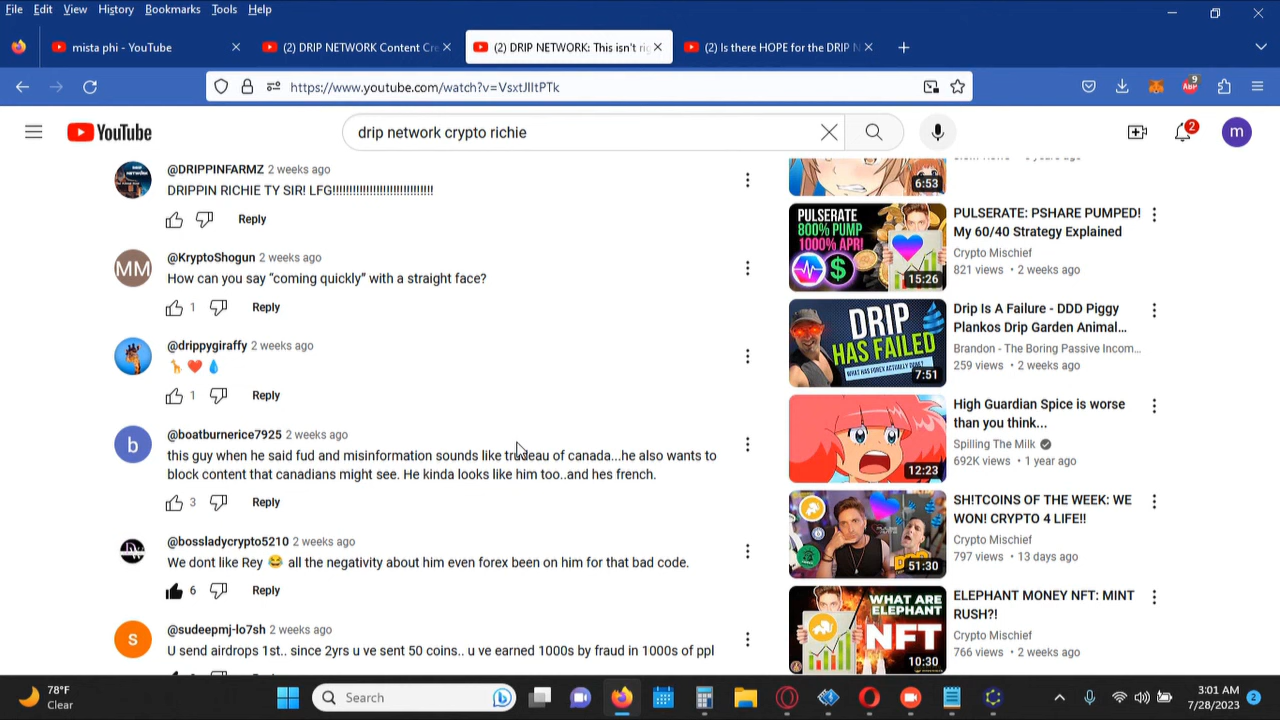 File Edit View History Bookmarks Tools Help
mista phi - YouTube
(2) DRIP NETWORK Content Cre
(2) DRIP NETWORK: This isn't rig
(2) Is there HOPE for the DRIP N
https://www.youtube.com/watch?v=VsxtJlItPTk
9
ABP
YouTube
drip network crypto richie
2
m
@DRIPPINFARMZ 2 weeks ago
DRIPPIN RICHIE TY SIR! LFG!!!!!!!!!!!!!!!!!!!!!!!!!!!!!!
Reply
MM
@KryptoShogun 2 weeks ago
How can you say “coming quickly” with a straight face?
1 Reply
@drippygiraffy 2 weeks ago
🦒 ❤️ 💧
1 Reply
b
@boatburnerice7925 2 weeks ago
this guy when he said fud and misinformation sounds like trudeau of canada...he also wants to
block content that canadians might see. He kinda looks like him too..and hes french.
3 Reply
@bossladycrypto5210 2 weeks ago
We dont like Rey 😂 all the negativity about him even forex been on him for that bad code.
6 Reply
s
@sudeepmj-lo7sh 2 weeks ago
U send airdrops 1st.. since 2yrs u ve sent 50 coins.. u ve earned 1000s by fraud in 1000s of ppl
6:53
PULSERATE
800% PUMP
1000% APR!
15:26
PULSERATE: PSHARE PUMPED!
My 60/40 Strategy Explained
Crypto Mischief
821 views • 2 weeks ago
DRIP
HAS FAILED
WHAT HAS FOREX ACTUALLY DONE?
7:51
Drip Is A Failure - DDD Piggy
Plankos Drip Garden Animal...
Brandon - The Boring Passive Incom...
259 views • 2 weeks ago
12:23
High Guardian Spice is worse
than you think...
Spilling The Milk
692K views • 1 year ago
51:30
SH!TCOINS OF THE WEEK: WE
WON! CRYPTO 4 LIFE!!
Crypto Mischief
797 views • 13 days ago
WHAT ARE
ELEPHANT
NFT
10:30
ELEPHANT MONEY NFT: MINT
RUSH?!
Crypto Mischief
766 views • 2 weeks ago
78°F
Clear
Search
3:01 AM
7/28/2023
2